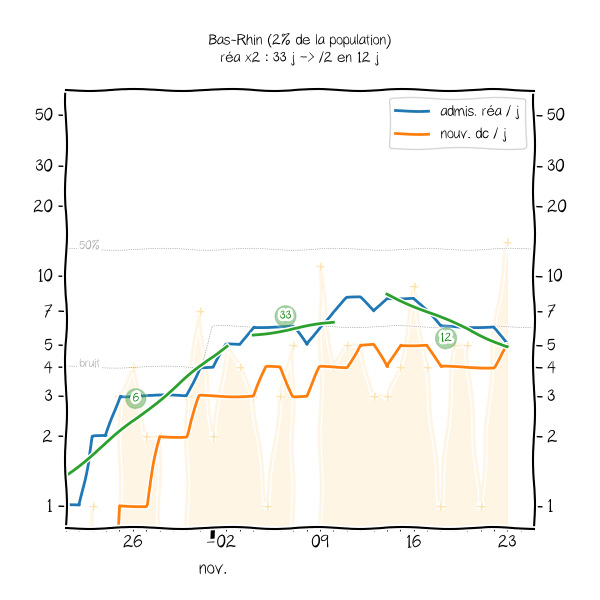 Bas-Rhin (2% de la population)
réa x2 : 33 j -> /2 en 12 j
admis. réa / j
nouv. dc / j
50 50
30 30
20 20
50%
10 10
33
7 7
12
5 5
bruit
4 4
6
3 3
2 2
1 1
26 02 09 16 23
nov.